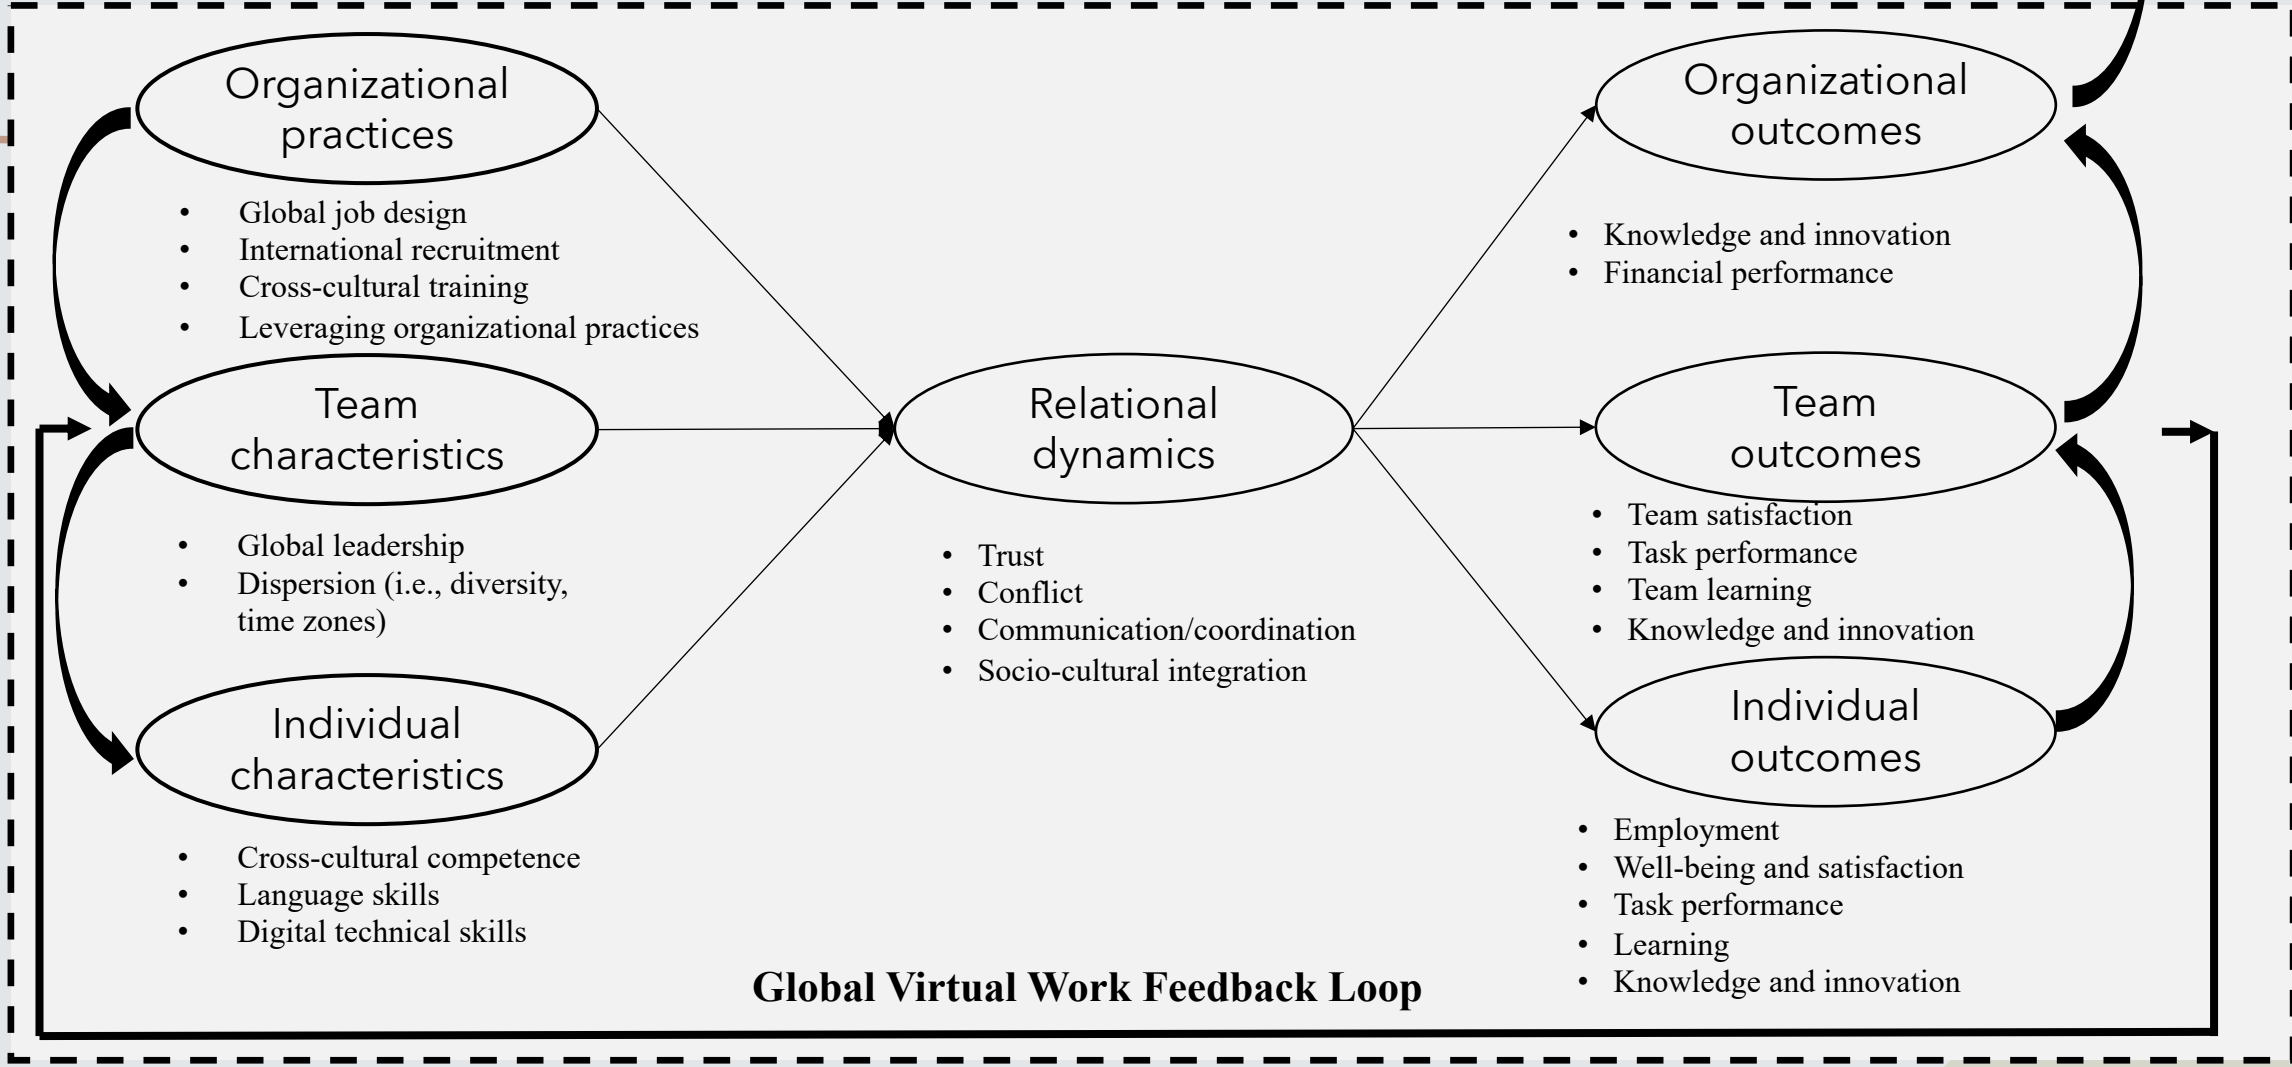 Organizational
practices
• Global job design
• International recruitment
• Cross-cultural training
• Leveraging organizational practices
Team
characteristics
• Global leadership
• Dispersion (i.e., diversity,
time zones)
Individual
characteristics
• Cross-cultural competence
• Language skills
• Digital technical skills
Relational
dynamics
• Trust
• Conflict
• Communication/coordination
• Socio-cultural integration
Organizational
outcomes
• Knowledge and innovation
• Financial performance
Team
outcomes
• Team satisfaction
• Task performance
• Team learning
• Knowledge and innovation
Individual
outcomes
• Employment
• Well-being and satisfaction
• Task performance
• Learning
• Knowledge and innovation
Global Virtual Work Feedback Loop